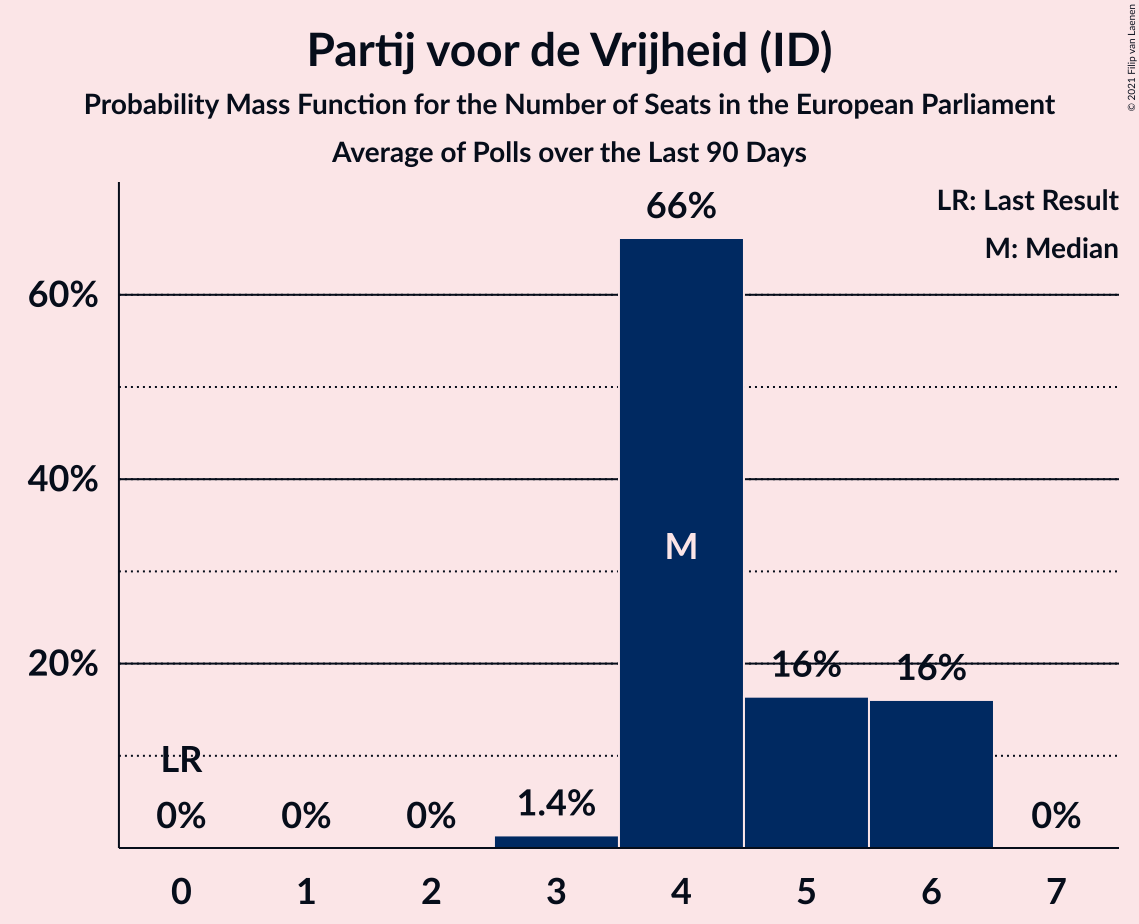 Partij voor de Vrijheid (ID)
Probability Mass Function for the Number of Seats in the European Parliament
Average of Polls over the Last 90 Days
© 2021 Filip van Laenen
LR: Last Result
M: Median
66%
60%
40%
M
20%
16%
16%
LR
0%
0%
0%
1.4%
0%
0 1 2 3 4 5 6 7